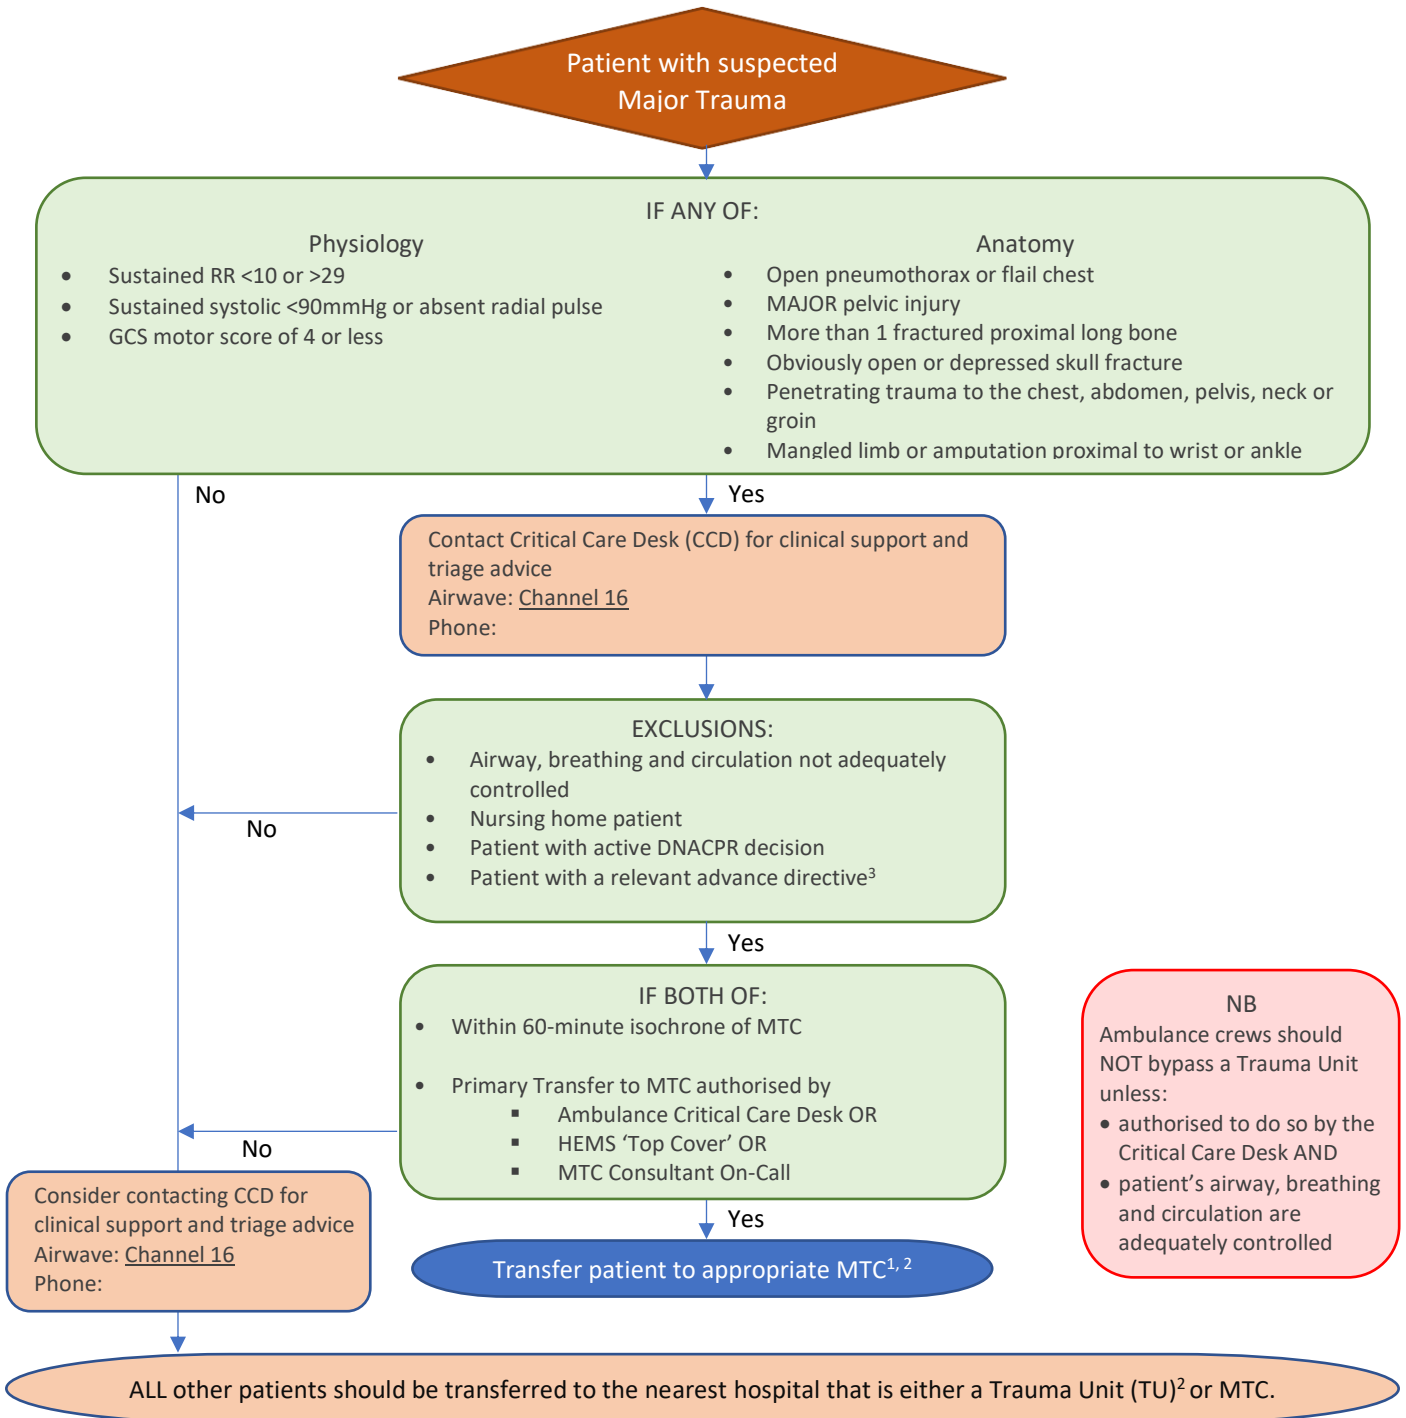 Patient with suspected
Major Trauma
IF ANY OF:
Physiology
• Sustained RR <10 or >29
• Sustained systolic <90mmHg or absent radial pulse
• GCS motor score of 4 or less
Anatomy
• Open pneumothorax or flail chest
• MAJOR pelvic injury
• More than 1 fractured proximal long bone
• Obviously open or depressed skull fracture
• Penetrating trauma to the chest, abdomen, pelvis, neck or
groin
• Mangled limb or amputation proximal to wrist or ankle
No
Yes
Contact Critical Care Desk (CCD) for clinical support and
triage advice
Airwave: Channel 16
Phone:
EXCLUSIONS:
• Airway, breathing and circulation not adequately
controlled
• Nursing home patient
• Patient with active DNACPR decision
• Patient with a relevant advance directive³
No
Yes
IF BOTH OF:
• Within 60-minute isochrone of MTC
• Primary Transfer to MTC authorised by
▪ Ambulance Critical Care Desk OR
▪ HEMS ‘Top Cover’ OR
▪ MTC Consultant On-Call
No
Yes
NB
Ambulance crews should
NOT bypass a Trauma Unit
unless:
• authorised to do so by the
Critical Care Desk AND
• patient’s airway, breathing
and circulation are
adequately controlled
Consider contacting CCD for
clinical support and triage advice
Airwave: Channel 16
Phone:
Transfer patient to appropriate MTC¹, ²
ALL other patients should be transferred to the nearest hospital that is either a Trauma Unit (TU)² or MTC.